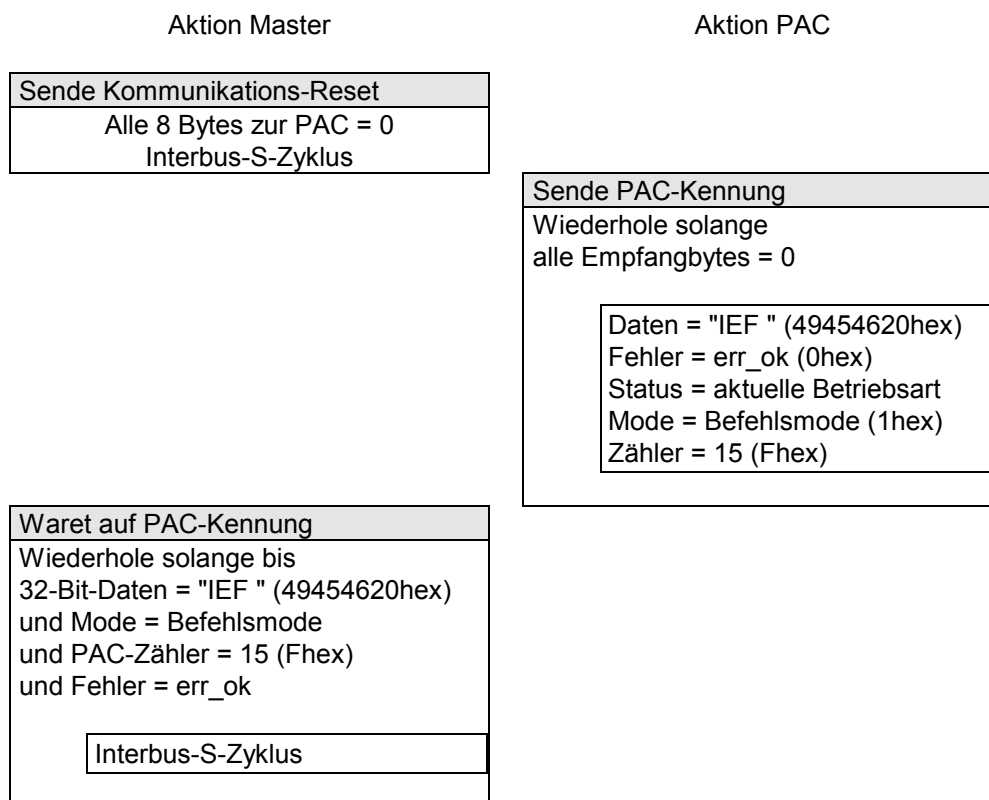 Aktion Master
Aktion PAC
Sende Kommunikations-Reset
Alle 8 Bytes zur PAC = 0
Interbus-S-Zyklus
Sende PAC-Kennung
Wiederhole solange
alle Empfangbytes = 0
Daten = "IEF " (49454620hex)
Fehler = err_ok (0hex)
Status = aktuelle Betriebsart
Mode = Befehlsmode (1hex)
Zähler = 15 (Fhex)
Waret auf PAC-Kennung
Wiederhole solange bis
32-Bit-Daten = "IEF " (49454620hex)
und Mode = Befehlsmode
und PAC-Zähler = 15 (Fhex)
und Fehler = err_ok
Interbus-S-Zyklus